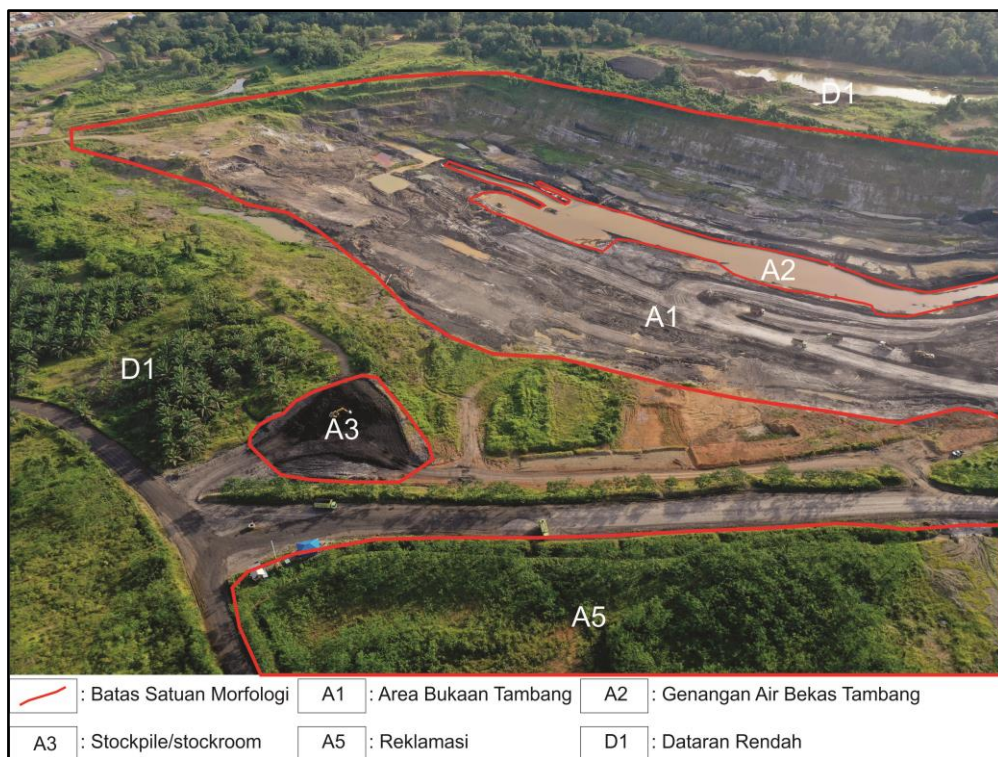 D1
A2
A1
D1
A3
A5
: Batas Satuan Morfologi
A1 : Area Bukaan Tambang
A2 : Genangan Air Bekas Tambang
A3 : Stockpile/stockroom
A5 : Reklamasi
D1 : Dataran Rendah